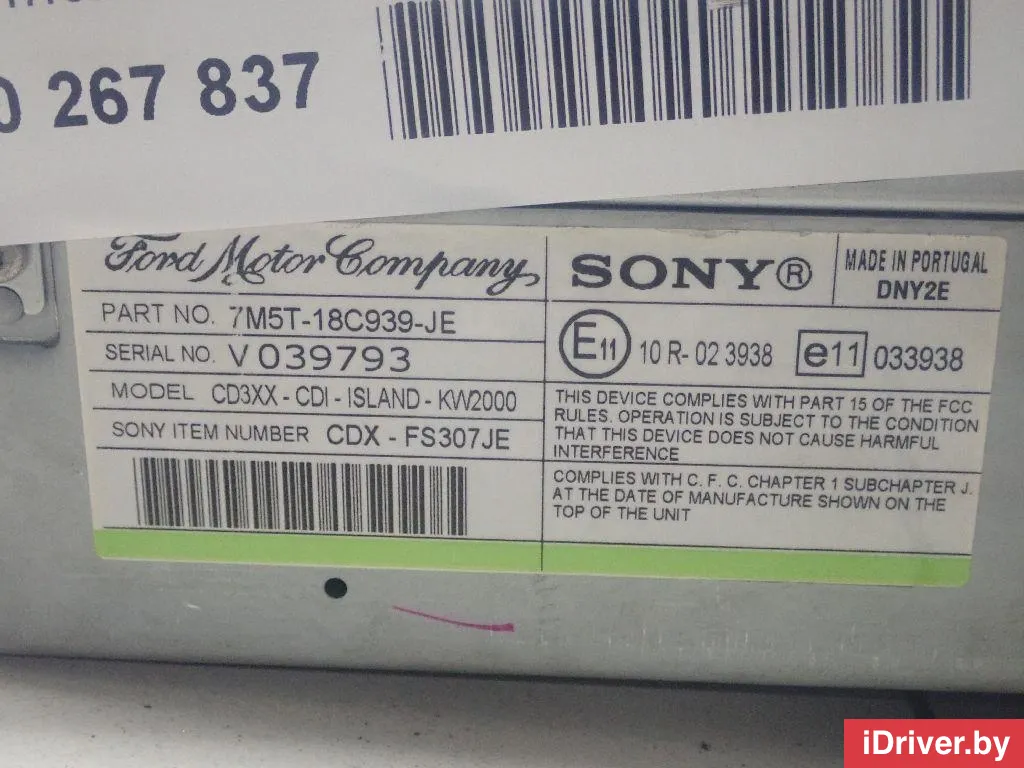 0 267 837
Ford Motor Company
SONY®
MADE IN PORTUGAL
DNY2E
PART NO. 7M5T-18C939-JE
SERIAL NO. V039793
MODEL CD3XX - CDI - ISLAND - KW2000
SONY ITEM NUMBER CDX - FS307JE
E11 10 R- 02 3938 e11 033938
THIS DEVICE COMPLIES WITH PART 15 OF THE FCC
RULES. OPERATION IS SUBJECT TO THE CONDITION
THAT THIS DEVICE DOES NOT CAUSE HARMFUL
INTERFERENCE
COMPLIES WITH C. F. C. CHAPTER 1 SUBCHAPTER J.
AT THE DATE OF MANUFACTURE SHOWN ON THE
TOP OF THE UNIT
iDriver.by